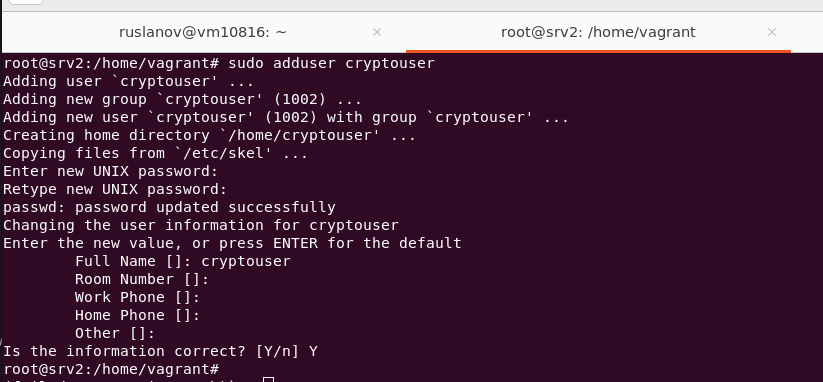 ruslanov@vm10816: ~ ×
root@srv2: /home/vagrant ×
root@srv2:/home/vagrant# sudo adduser cryptouser
Adding user `cryptouser' ...
Adding new group `cryptouser' (1002) ...
Adding new user `cryptouser' (1002) with group `cryptouser' ...
Creating home directory `/home/cryptouser' ...
Copying files from `/etc/skel' ...
Enter new UNIX password:
Retype new UNIX password:
passwd: password updated successfully
Changing the user information for cryptouser
Enter the new value, or press ENTER for the default
Full Name []: cryptouser
Room Number []:
Work Phone []:
Home Phone []:
Other []:
Is the information correct? [Y/n] Y
root@srv2:/home/vagrant#